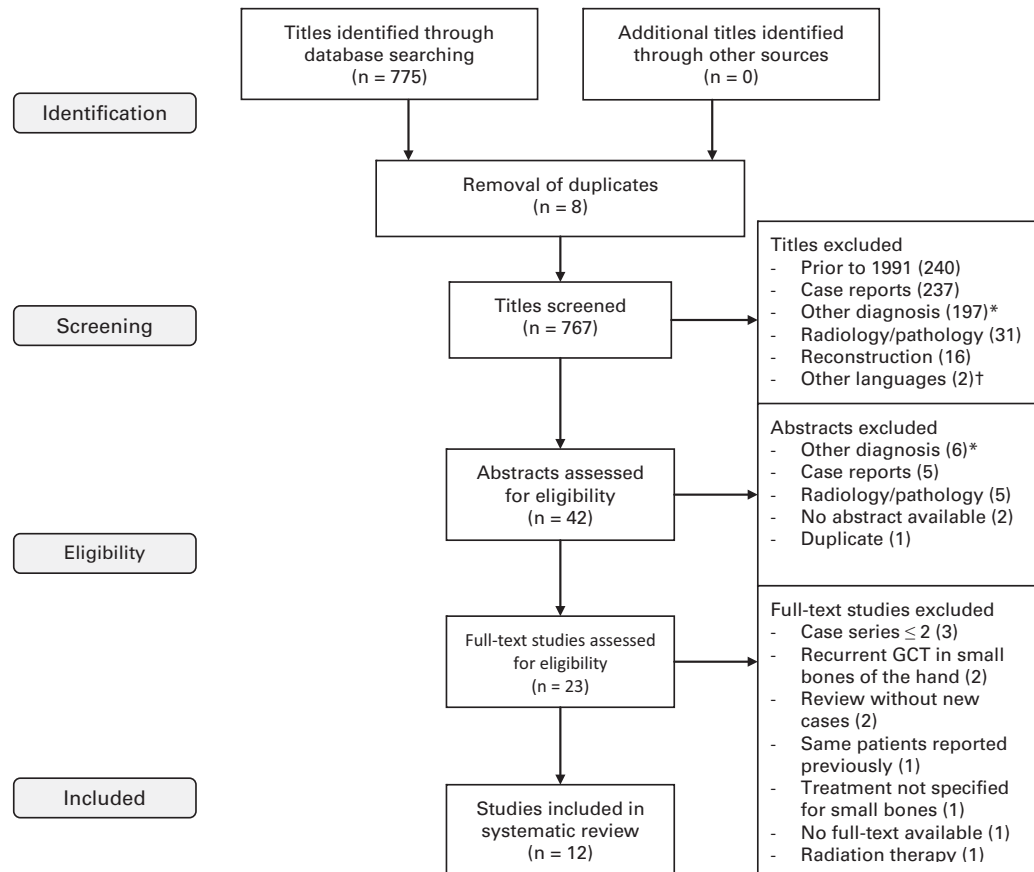 Titles identified through
database searching
(n = 775)
Additional titles identified
through other sources
(n = 0)
Identification
Removal of duplicates
(n = 8)
Titles excluded
- Prior to 1991 (240)
- Case reports (237)
- Other diagnosis (197)*
- Radiology/pathology (31)
- Reconstruction (16)
- Other languages (2)†
Screening
Titles screened
n = 767)
Abstracts excluded
- Other diagnosis (6)*
- Case reports (5)
- Radiology/pathology (5)
- No abstract available (2)
- Duplicate (1)
Abstracts assessed
for eligibility
(n = 42)
Eligibility
Full-text studies excluded
- Case series ≤ 2 (3)
- Recurrent GCT in small
bones of the hand (2)
- Review without new
cases (2)
- Same patients reported
previously (1)
- Treatment not specified
for small bones (1)
- No full-text available (1)
- Radiation therapy (1)
Full-text studies assessed
for eligibility
(n = 23)
Included
Studies included in
systematic review
(n = 12)